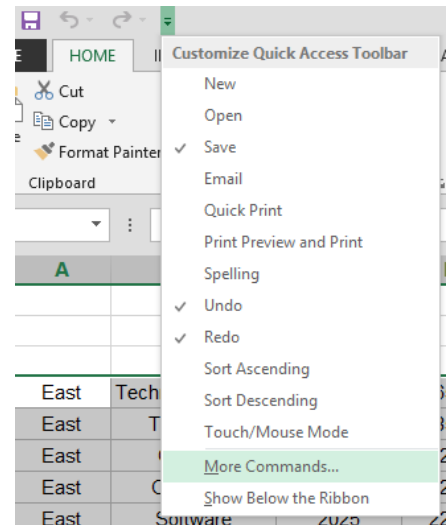 HOME
Customize Quick Access Toolbar
Cut
New
Copy
Open
Format Painter
Save
Clipboard
Email
Quick Print
Print Preview and Print
Spelling
A
Undo
Redo
Sort Ascending
East
Sort Descending
East
Touch/Mouse Mode
East
More Commands...
East
Show Below the Ribbon
East Software 2025